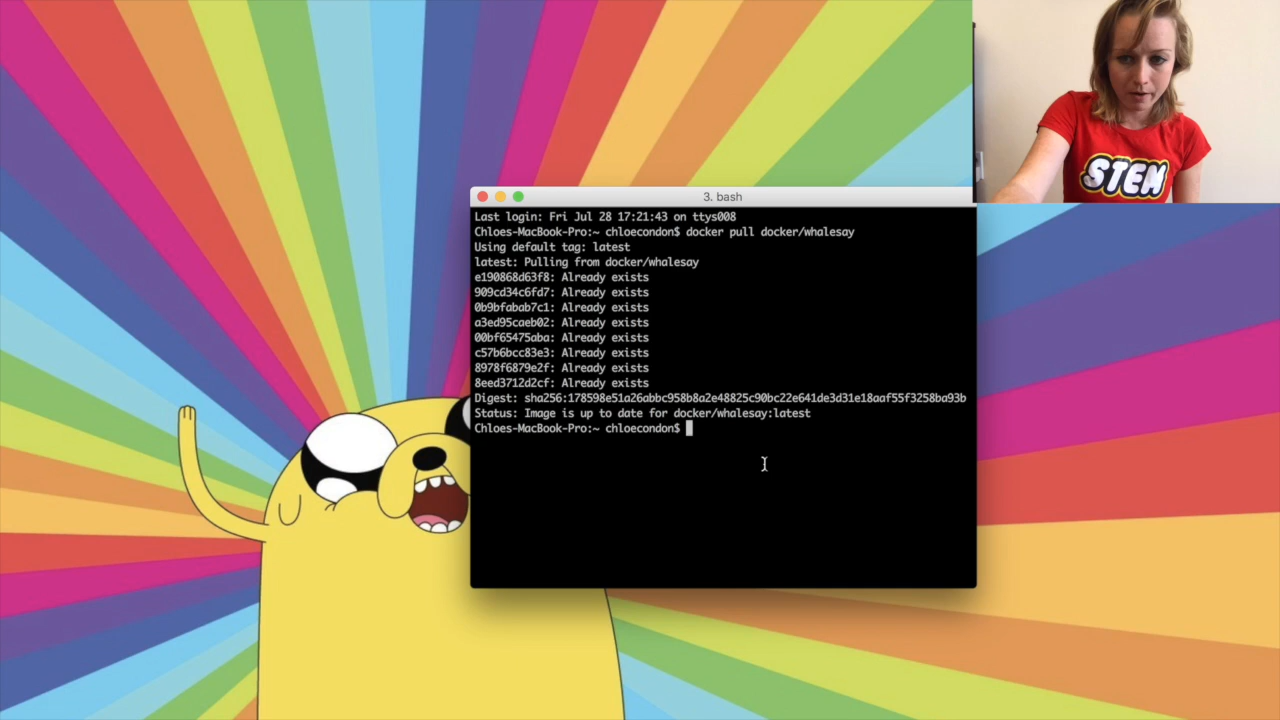 STEM
3. bash
Last login: Fri Jul 28 17:21:43 on ttys008
Chloes-MacBook-Pro:~ chloecondon$ docker pull docker/whalesay
Using default tag: latest
latest: Pulling from docker/whalesay
e190868d63f8: Already exists
909cd34c6fd7: Already exists
0b9bfabab7c1: Already exists
a3ed95caeb02: Already exists
00bf65475aba: Already exists
c57b6bcc83e3: Already exists
8978f6879e2f: Already exists
8eed3712d2cf: Already exists
Digest: sha256:178598e51a26abbc958b8a2e48825c90bc22e641de3d31e18aaf55f3258ba93b
Status: Image is up to date for docker/whalesay:latest
Chloes-MacBook-Pro:~ chloecondon$